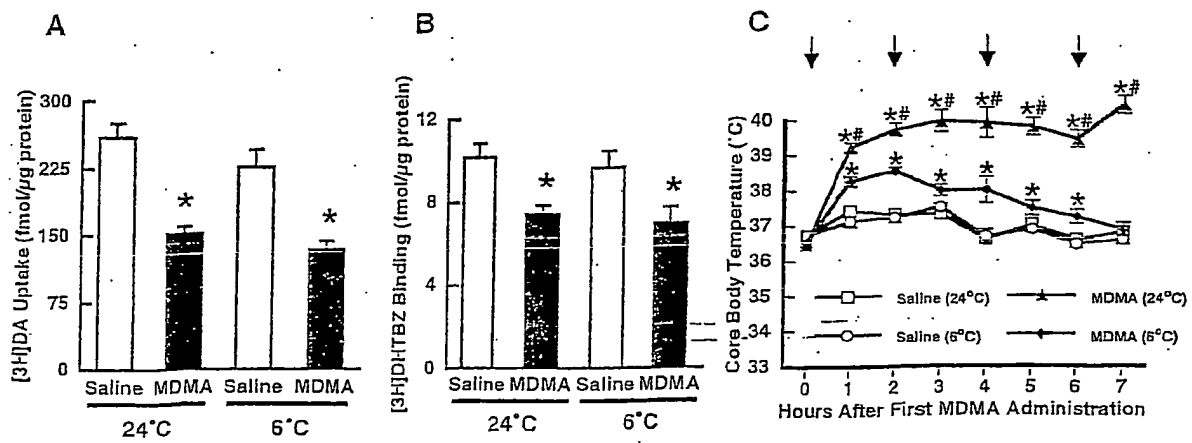 A
[3H]DA Uptake (fmol/µg protein)
300
225
150
75
0
*
*
Saline MDMA Saline MDMA
24°C 6°C
B
[3H]DHTBZ Binding (fmol/µg protein)
12
8
4
0
*
*
Saline MDMA Saline MDMA
24°C 6°C
C
Core Body Temperature (°C)
40
39
38
37
36
35
34
33
*# *# *# *# *# *# *#
* * * * * *
Saline (24°C) MDMA (24°C)
Saline (6°C) MDMA (6°C)
0 1 2 3 4 5 6 7
Hours After First MDMA Administration